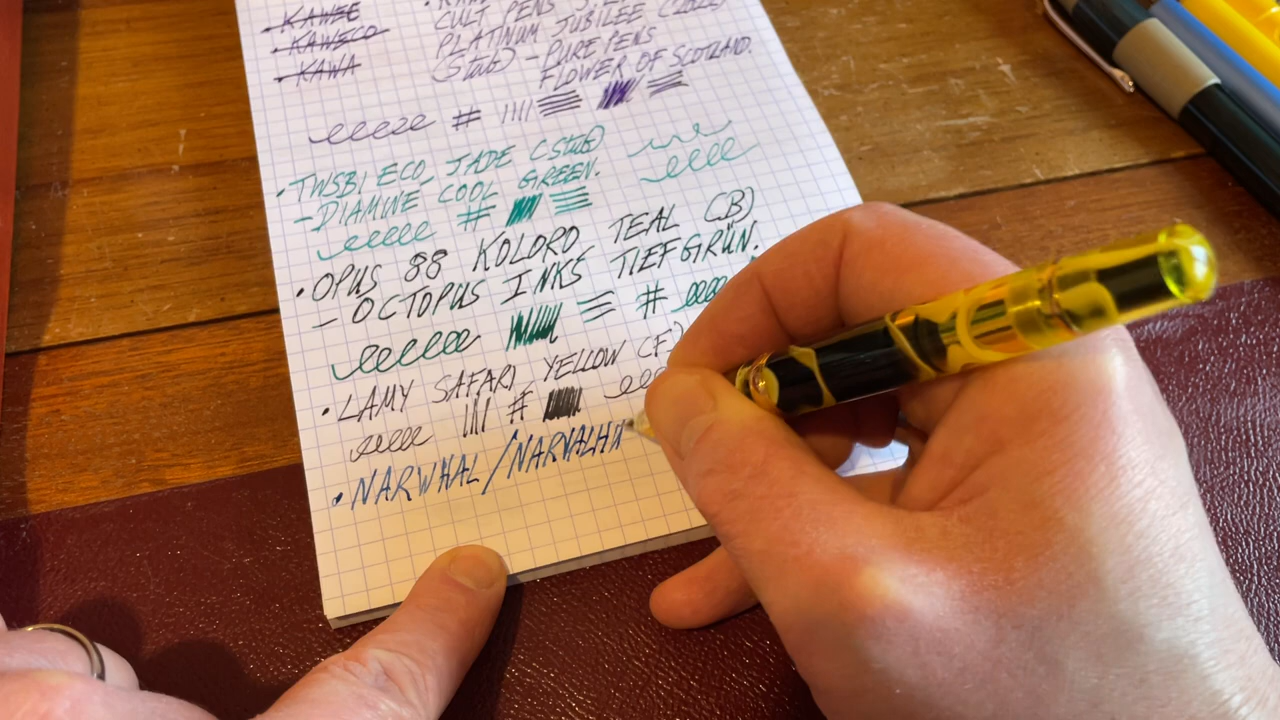 KAWEE
• KAWECO
• KAWA
CULT PENS
PLATINUM JUBILEE
(Stub) – PURE PENS
FLOWER OF SCOTLAND.
#
• TWSBI ECO JADE (Stub)
– DIAMINE COOL GREEN.
#
• OPUS 88 KOLORO TEAL (B)
– OCTOPUS INKS TIEFGRÜN.
#
• LAMY SAFARI YELLOW (F)
#
• NARWHAL/NARVALH